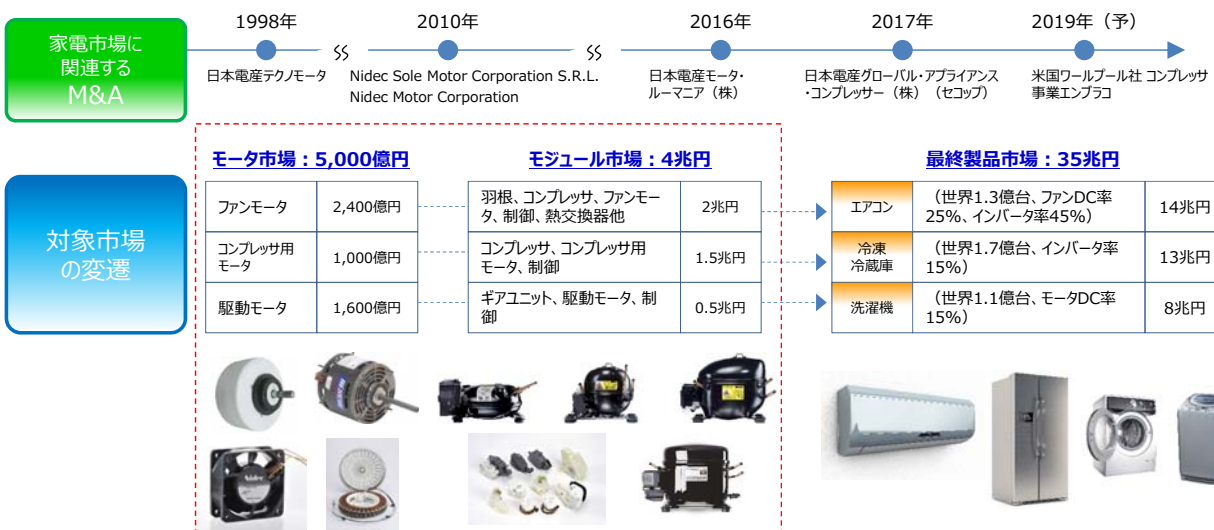 家電市場に
関連する
M&A
1998年
2010年
2016年
2017年
2019年（予）
日本電産テクノモータ
Nidec Sole Motor Corporation S.R.L.
Nidec Motor Corporation
日本電産モータ・
ルーマニア（株）
日本電産グローバル・アプライアンス
・コンプレッサー（株）（セコップ）
米国ワールプール社 コンプレッサ
事業エンブラコ
対象市場
の変遷
モータ市場：5,000億円
ファンモータ 2,400億円
コンプレッサ用
モータ
1,000億円
駆動モータ 1,600億円
モジュール市場：4兆円
羽根、コンプレッサ、ファンモー
タ、制御、熱交換器他
2兆円
コンプレッサ、コンプレッサ用
モータ、制御
1.5兆円
ギアユニット、駆動モータ、制
御
0.5兆円
最終製品市場：35兆円
エアコン
（世界1.3億台、ファンDC率
25%、インバータ率45%）
14兆円
冷凍
冷蔵庫
（世界1.7億台、インバータ率
15%）
13兆円
洗濯機
（世界1.1億台、モータDC率
15%）
8兆円
Nidec